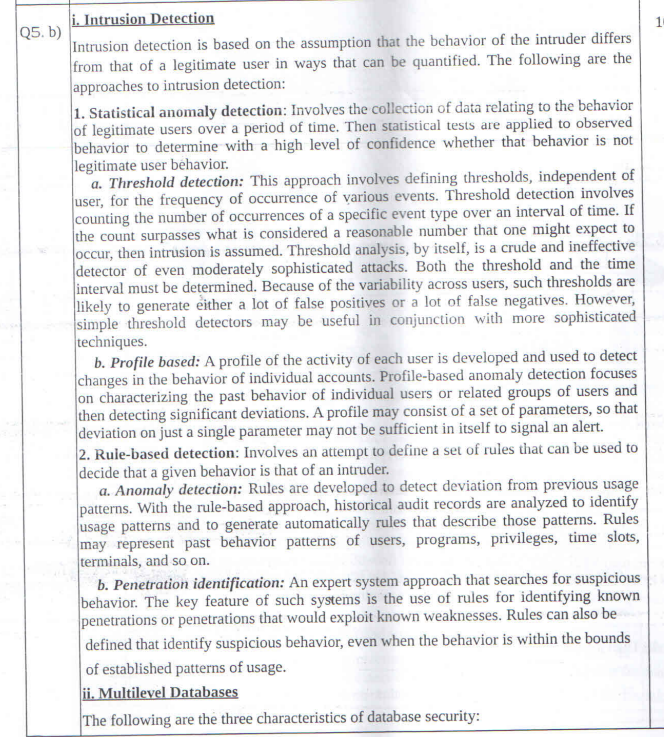 i. Intrusion Detection
Q5. b)
Intrusion detection is based on the assumption that the behavior of the intruder differs
from that of a legitimate user in ways that can be quantified. The following are the
approaches to intrusion detection:
1. Statistical anomaly detection: Involves the collection of data relating to the behavior
of legitimate users over a period of time. Then statistical tests are applied to observed
behavior to determine with a high level of confidence whether that behavior is not
legitimate user behavior.
a. Threshold detection: This approach involves defining thresholds, independent of
user, for the frequency of occurrence of various events. Threshold detection involves
counting the number of occurrences of a specific event type over an interval of time. If
the count surpasses what is considered a reasonable number that one might expect to
occur, then intrusion is assumed. Threshold analysis, by itself, is a crude and ineffective
detector of even moderately sophisticated attacks. Both the threshold and the time
interval must be determined. Because of the variability across users, such thresholds are
likely to generate either a lot of false positives or a lot of false negatives. However,
simple threshold detectors may be useful in conjunction with more sophisticated
techniques.
b. Profile based: A profile of the activity of each user is developed and used to detect
changes in the behavior of individual accounts. Profile-based anomaly detection focuses
on characterizing the past behavior of individual users or related groups of users and
then detecting significant deviations. A profile may consist of a set of parameters, so that
deviation on just a single parameter may not be sufficient in itself to signal an alert.
2. Rule-based detection: Involves an attempt to define a set of rules that can be used to
decide that a given behavior is that of an intruder.
a. Anomaly detection: Rules are developed to detect deviation from previous usage
patterns. With the rule-based approach, historical audit records are analyzed to identify
usage patterns and to generate automatically rules that describe those patterns. Rules
may represent past behavior patterns of users, programs, privileges, time slots,
terminals, and so on.
b. Penetration identification: An expert system approach that searches for suspicious
behavior. The key feature of such systems is the use of rules for identifying known
penetrations or penetrations that would exploit known weaknesses. Rules can also be
defined that identify suspicious behavior, even when the behavior is within the bounds
of established patterns of usage.
ii. Multilevel Databases
The following are the three characteristics of database security: